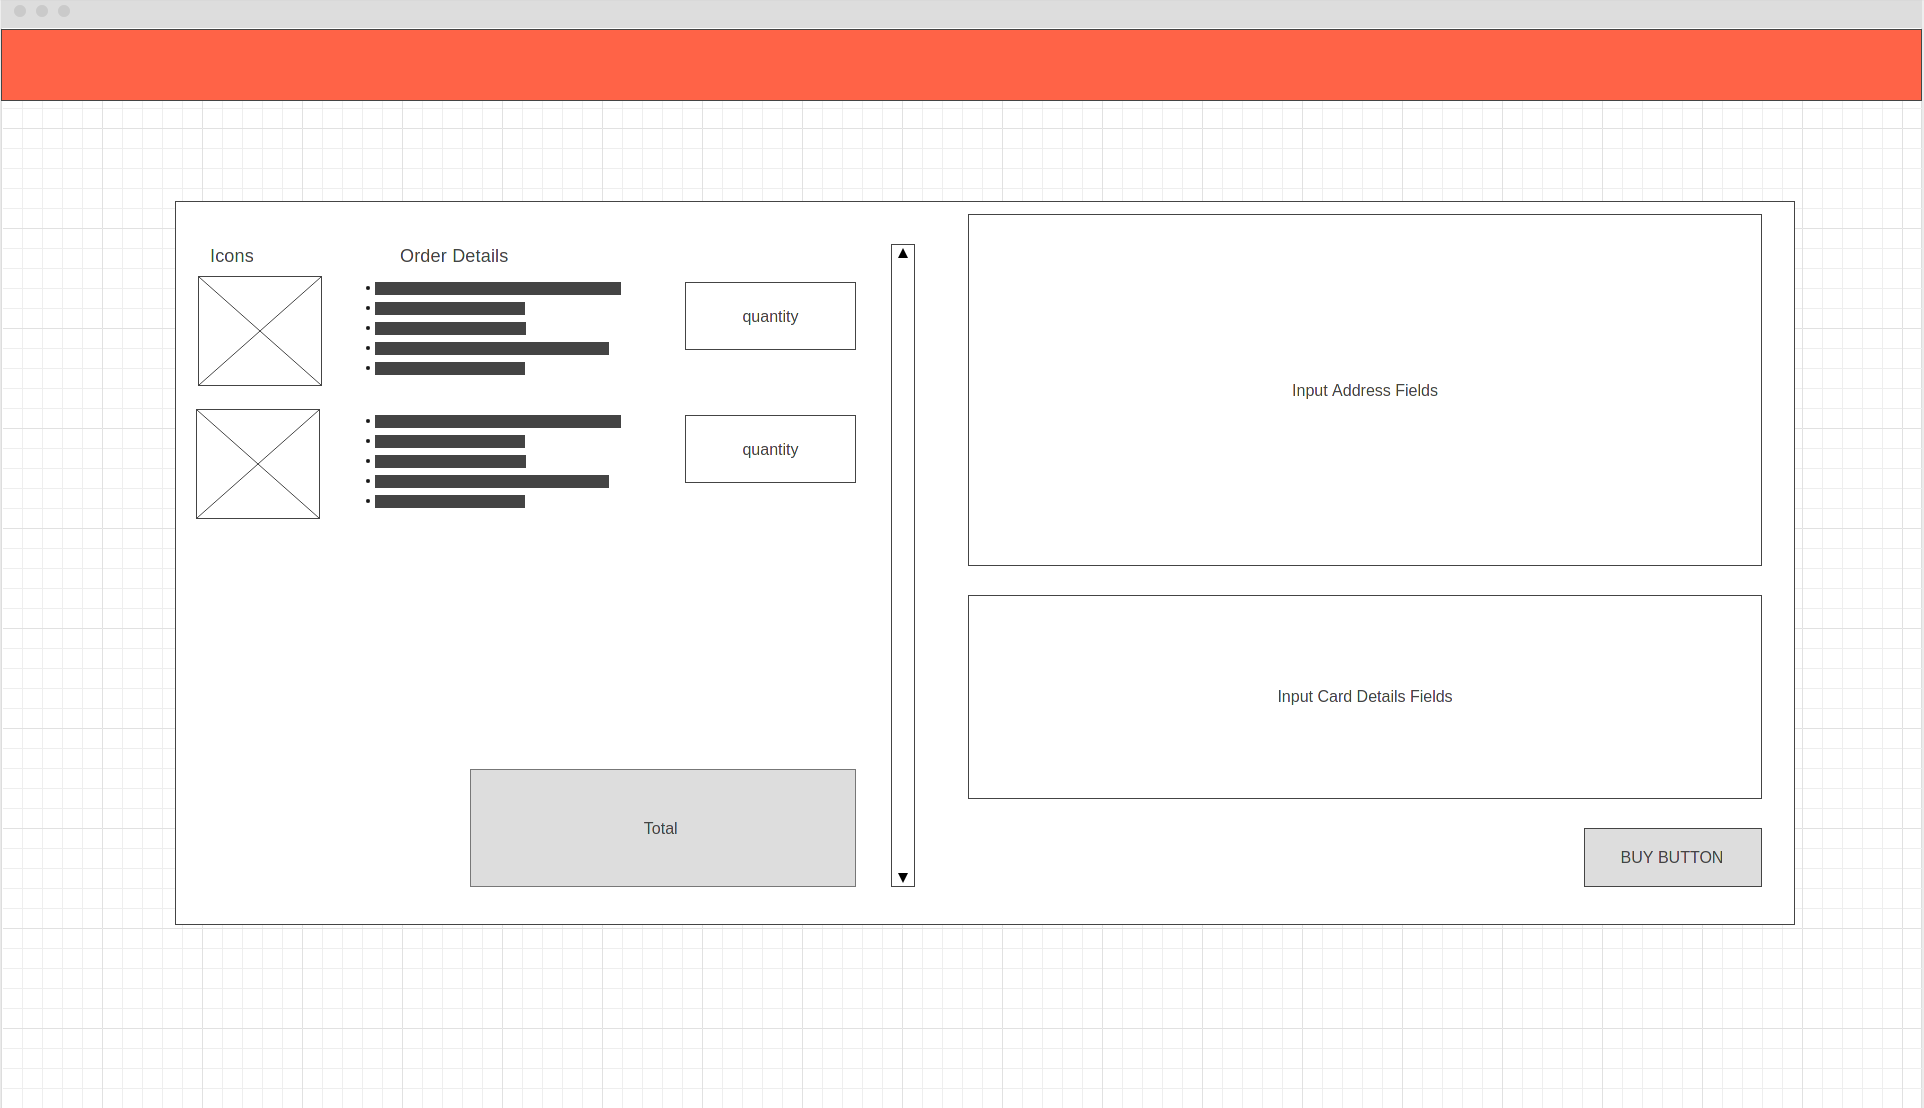 Icons
Order Details
quantity
quantity
Total
Input Address Fields
Input Card Details Fields
BUY BUTTON